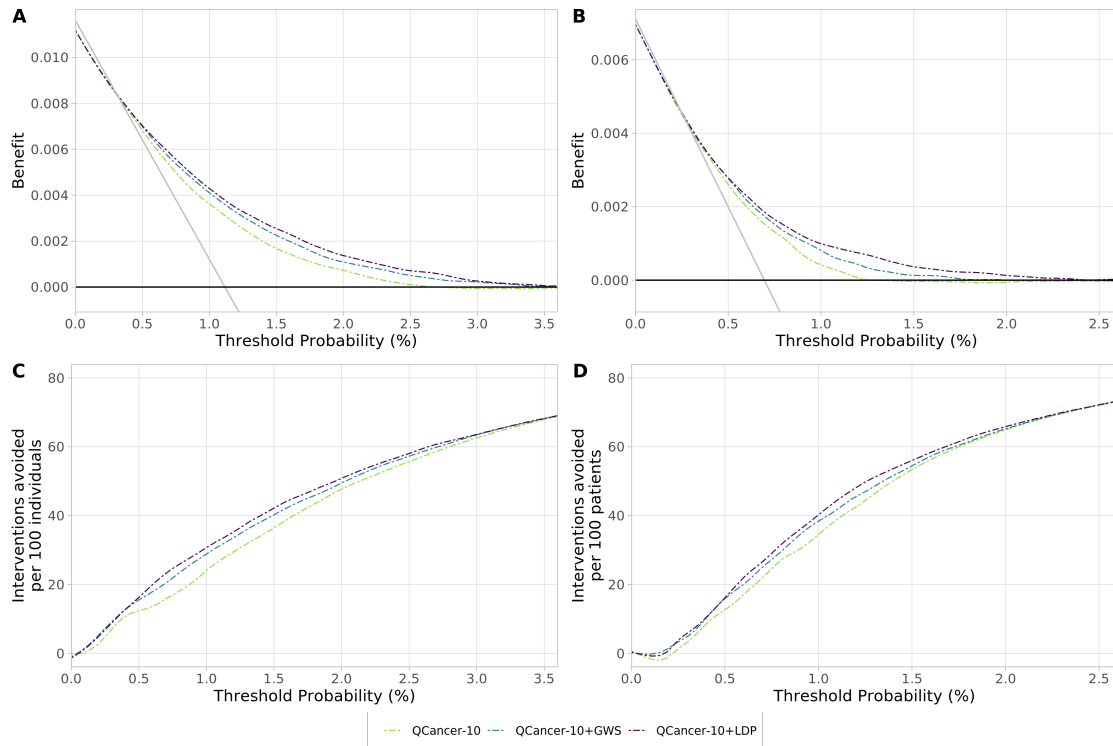 A
B
0.010
0.008
0.006
0.004
0.002
0.000
Benefit
0.0 0.5 1.0 1.5 2.0 2.5 3.0 3.5
Threshold Probability (%)
0.006
0.004
0.002
0.000
Benefit
0.0 0.5 1.0 1.5 2.0 2.5
Threshold Probability (%)
C
D
80
60
40
20
0
Interventions avoided
per 100 individuals
0.0 0.5 1.0 1.5 2.0 2.5 3.0 3.5
Threshold Probability (%)
80
60
40
20
0
Interventions avoided
per 100 patients
0.0 0.5 1.0 1.5 2.0 2.5
Threshold Probability (%)
QCancer-10 QCancer-10+GWS QCancer-10+LDP